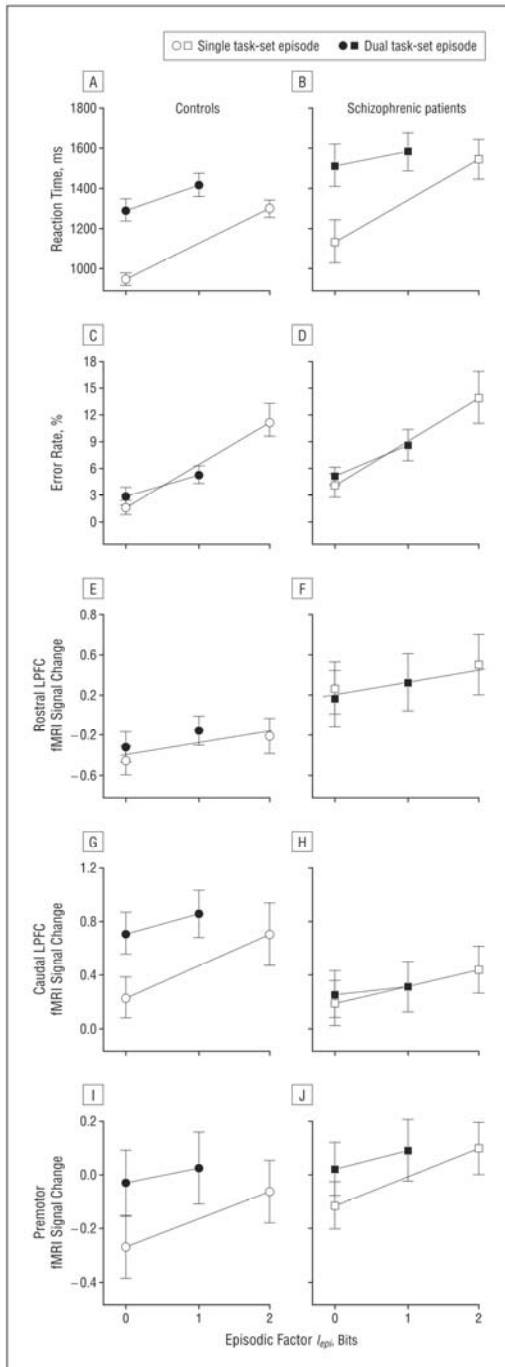 Single task-set episode Dual task-set episode
A B
Controls Schizophrenic patients
Reaction Time, ms
1800
1600
1400
1200
1000
C D
Error Rate, %
18
15
12
9
6
3
0
E F
Rostral LPFC
fMRI Signal Change
0.8
0.6
0.2
−0.2
−0.6
G H
Caudal LPFC
fMRI Signal Change
1.2
0.8
0.4
0.0
I J
Premotor
fMRI Signal Change
0.2
0.0
−0.2
−0.4
0 1 2 0 1 2
Episodic Factor Iepi, Bits